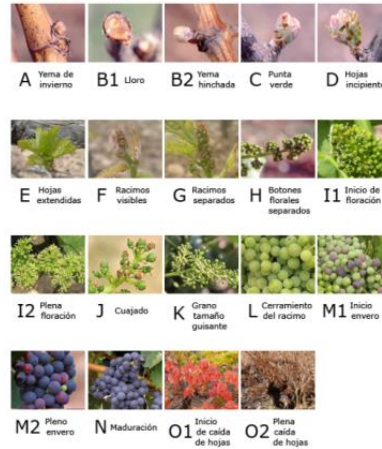 A Yema de invierno
B1 Lloro
B2 Yema hinchada
C Punta verde
D Hojas incipientes
E Hojas extendidas
F Racimos visibles
G Racimos separados
H Botones florales separados
I1 Inicio de floración
I2 Plena floración
J Cuajado
K Grano tamaño guisante
L Cerramiento del racimo
M1 Inicio envero
M2 Pleno envero
N Maduración
O1 Inicio de caída de hojas
O2 Plena caída de hojas